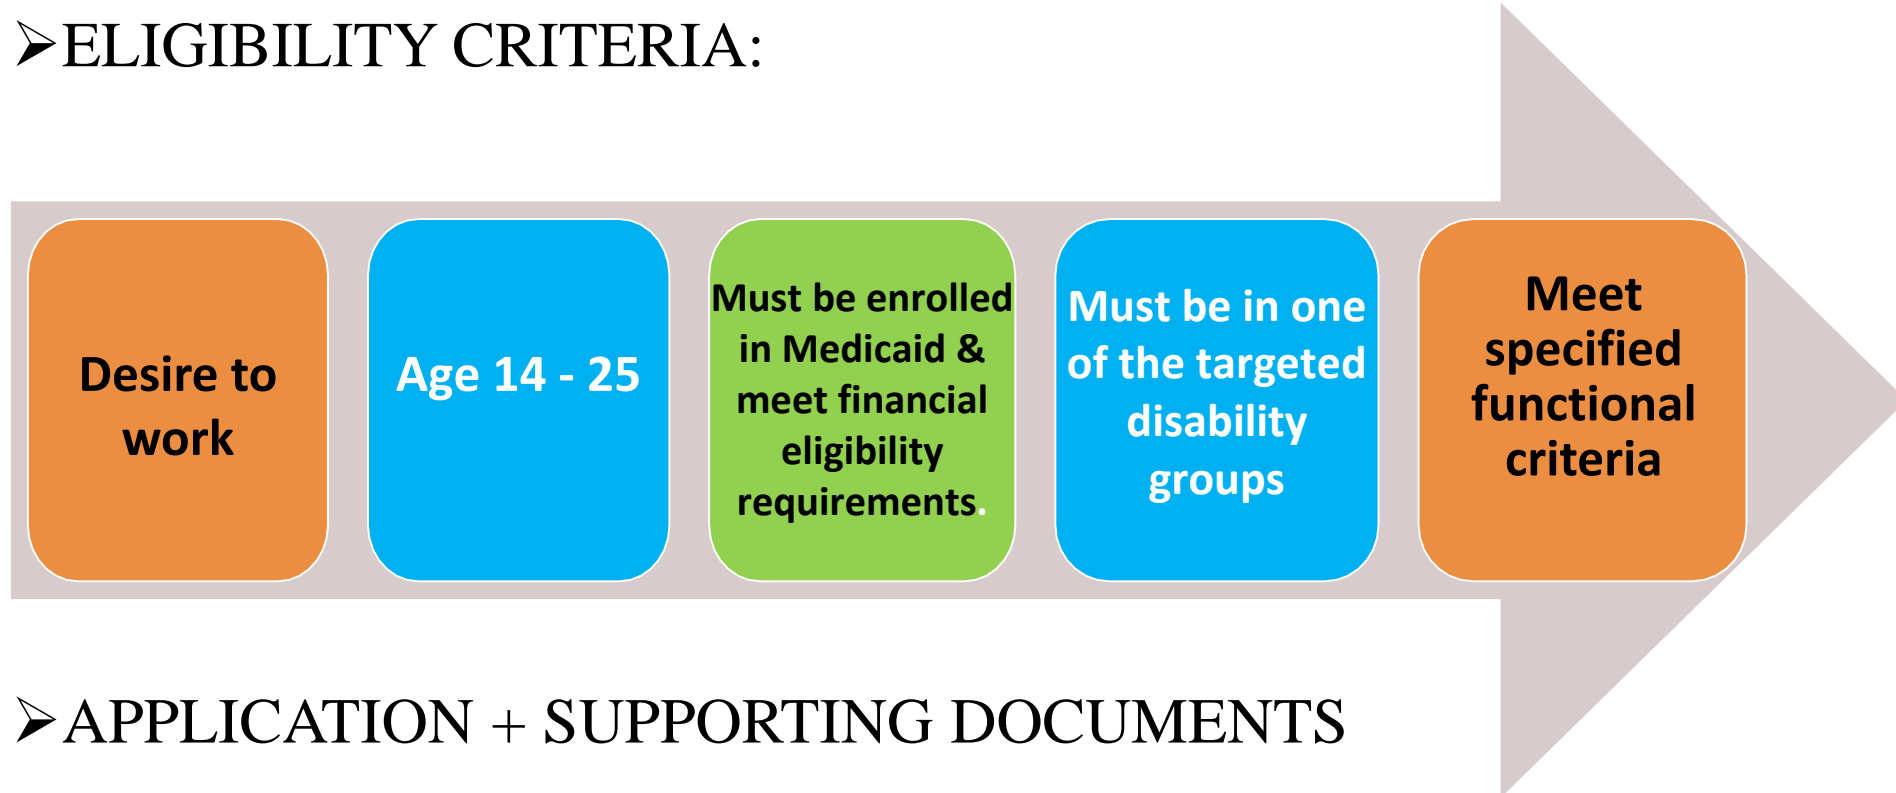 ➢ELIGIBILITY CRITERIA:
Desire to
work
Age 14 - 25
Must be enrolled
in Medicaid &
meet financial
eligibility
requirements.
Must be in one
of the targeted
disability
groups
Meet
specified
functional
criteria
➢APPLICATION + SUPPORTING DOCUMENTS